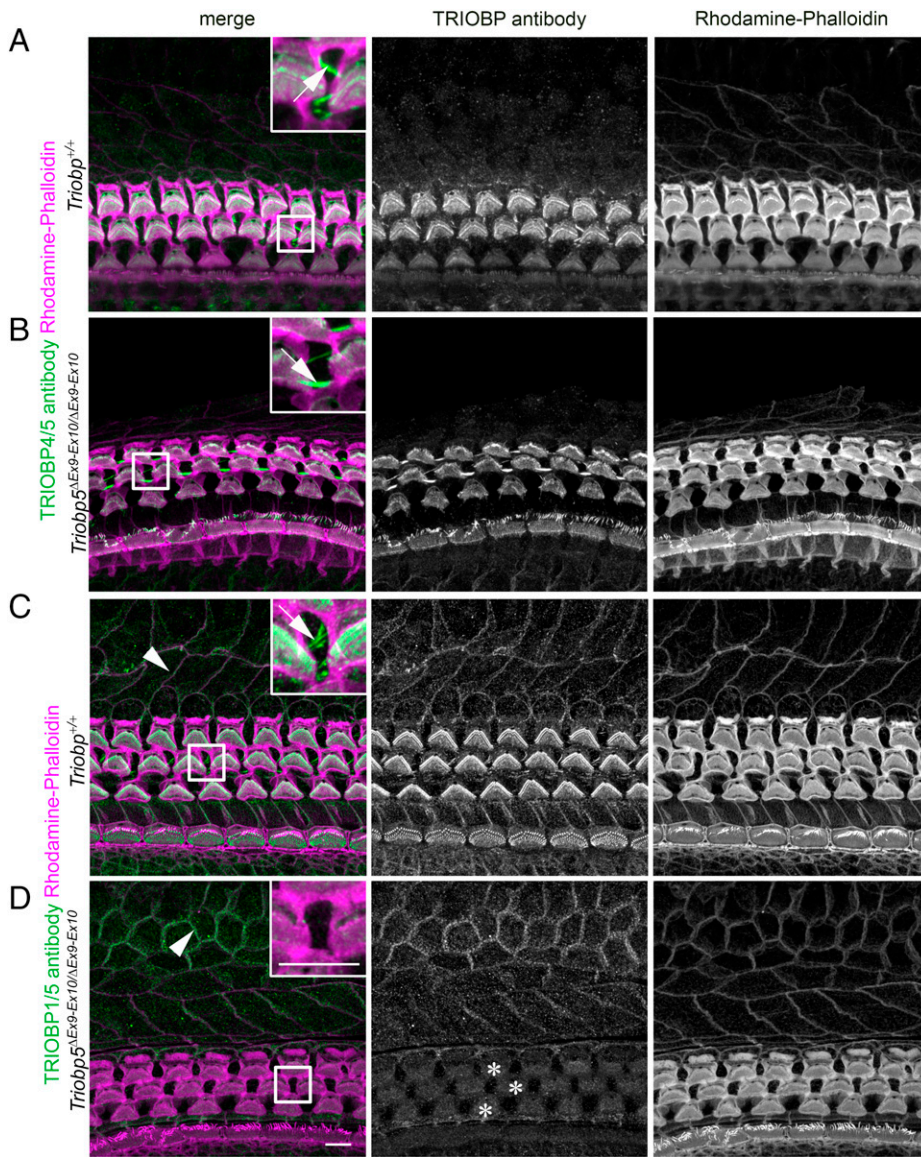 merge TRIOBP antibody Rhodamine-Phalloidin
A
Triobp+/+
B
TRIOBP4/5 antibody Rhodamine-Phalloidin
Triobp5ΔEx9-Ex10/ΔEx9-Ex10
C
Triobp+/+
D
TRIOBP1/5 antibody Rhodamine-Phalloidin
Triobp5ΔEx9-Ex10/ΔEx9-Ex10
* * *